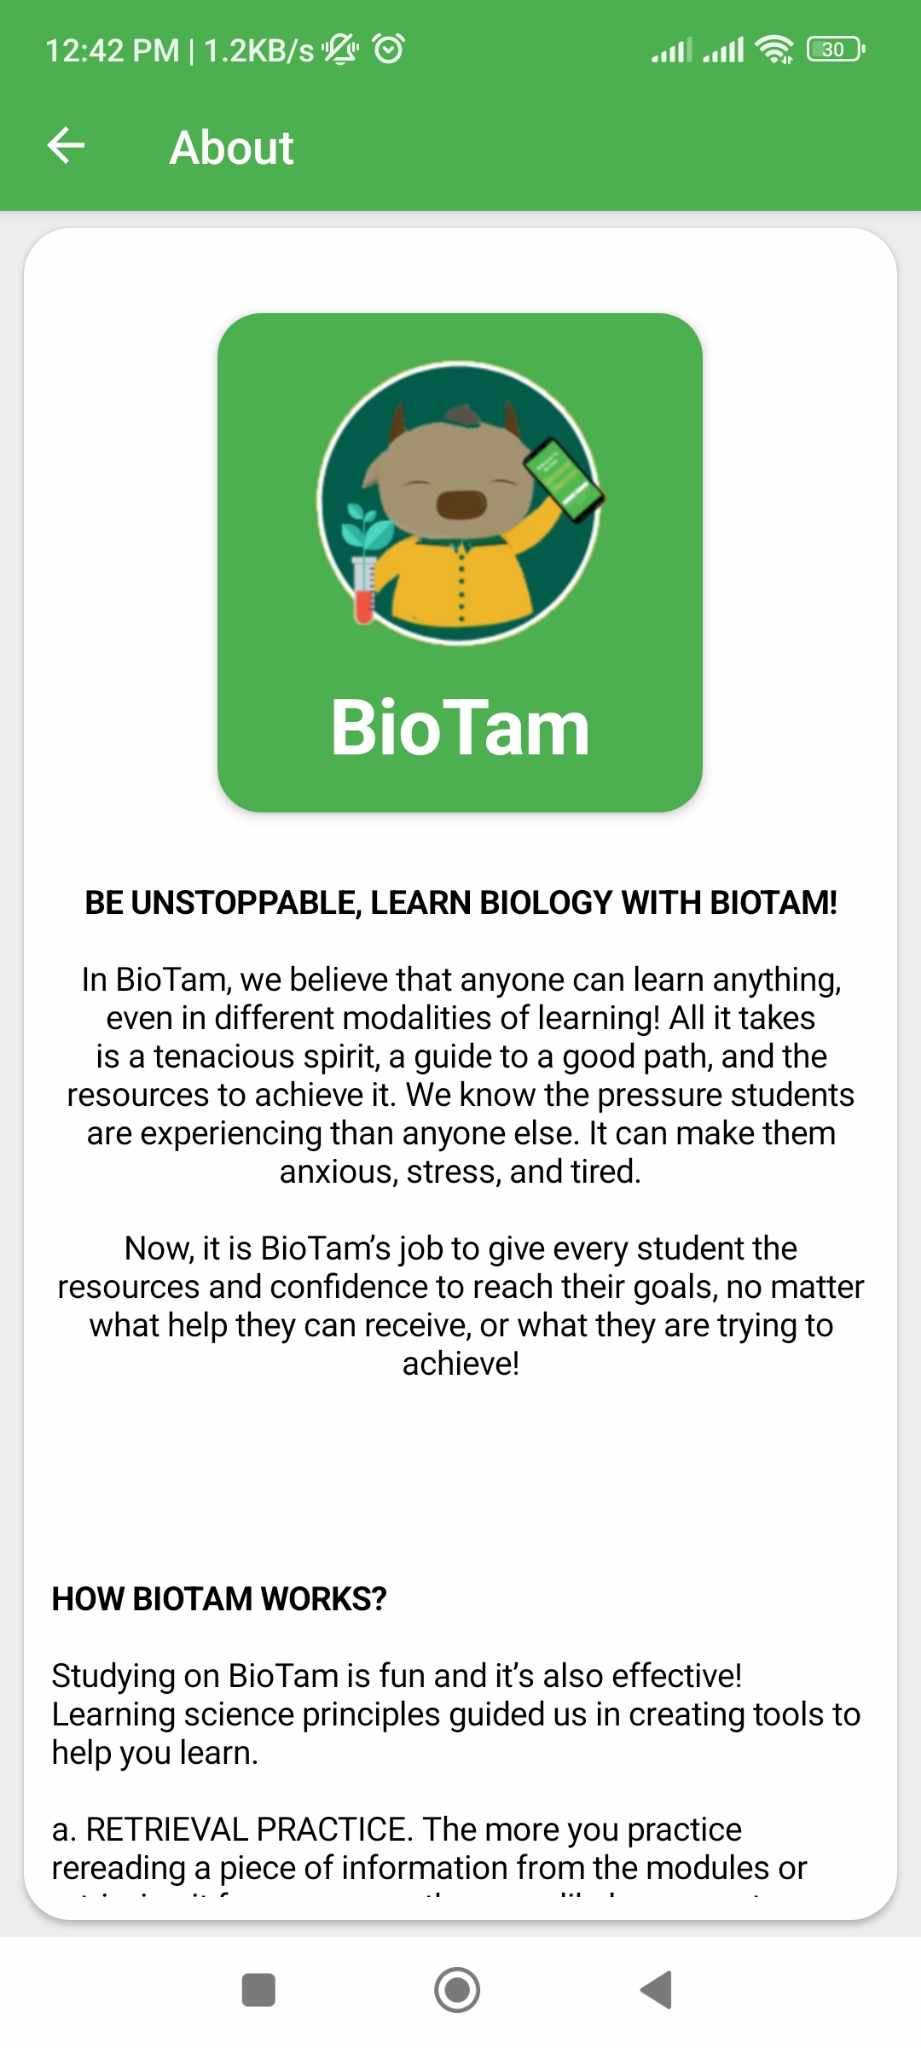 12:42 PM | 1.2KB/s
30
About
BioTam
BE UNSTOPPABLE, LEARN BIOLOGY WITH BIOTAM!
In BioTam, we believe that anyone can learn anything,
even in different modalities of learning! All it takes
is a tenacious spirit, a guide to a good path, and the
resources to achieve it. We know the pressure students
are experiencing than anyone else. It can make them
anxious, stress, and tired.
Now, it is BioTam’s job to give every student the
resources and confidence to reach their goals, no matter
what help they can receive, or what they are trying to
achieve!
HOW BIOTAM WORKS?
Studying on BioTam is fun and it’s also effective!
Learning science principles guided us in creating tools to
help you learn.
a. RETRIEVAL PRACTICE. The more you practice
rereading a piece of information from the modules or